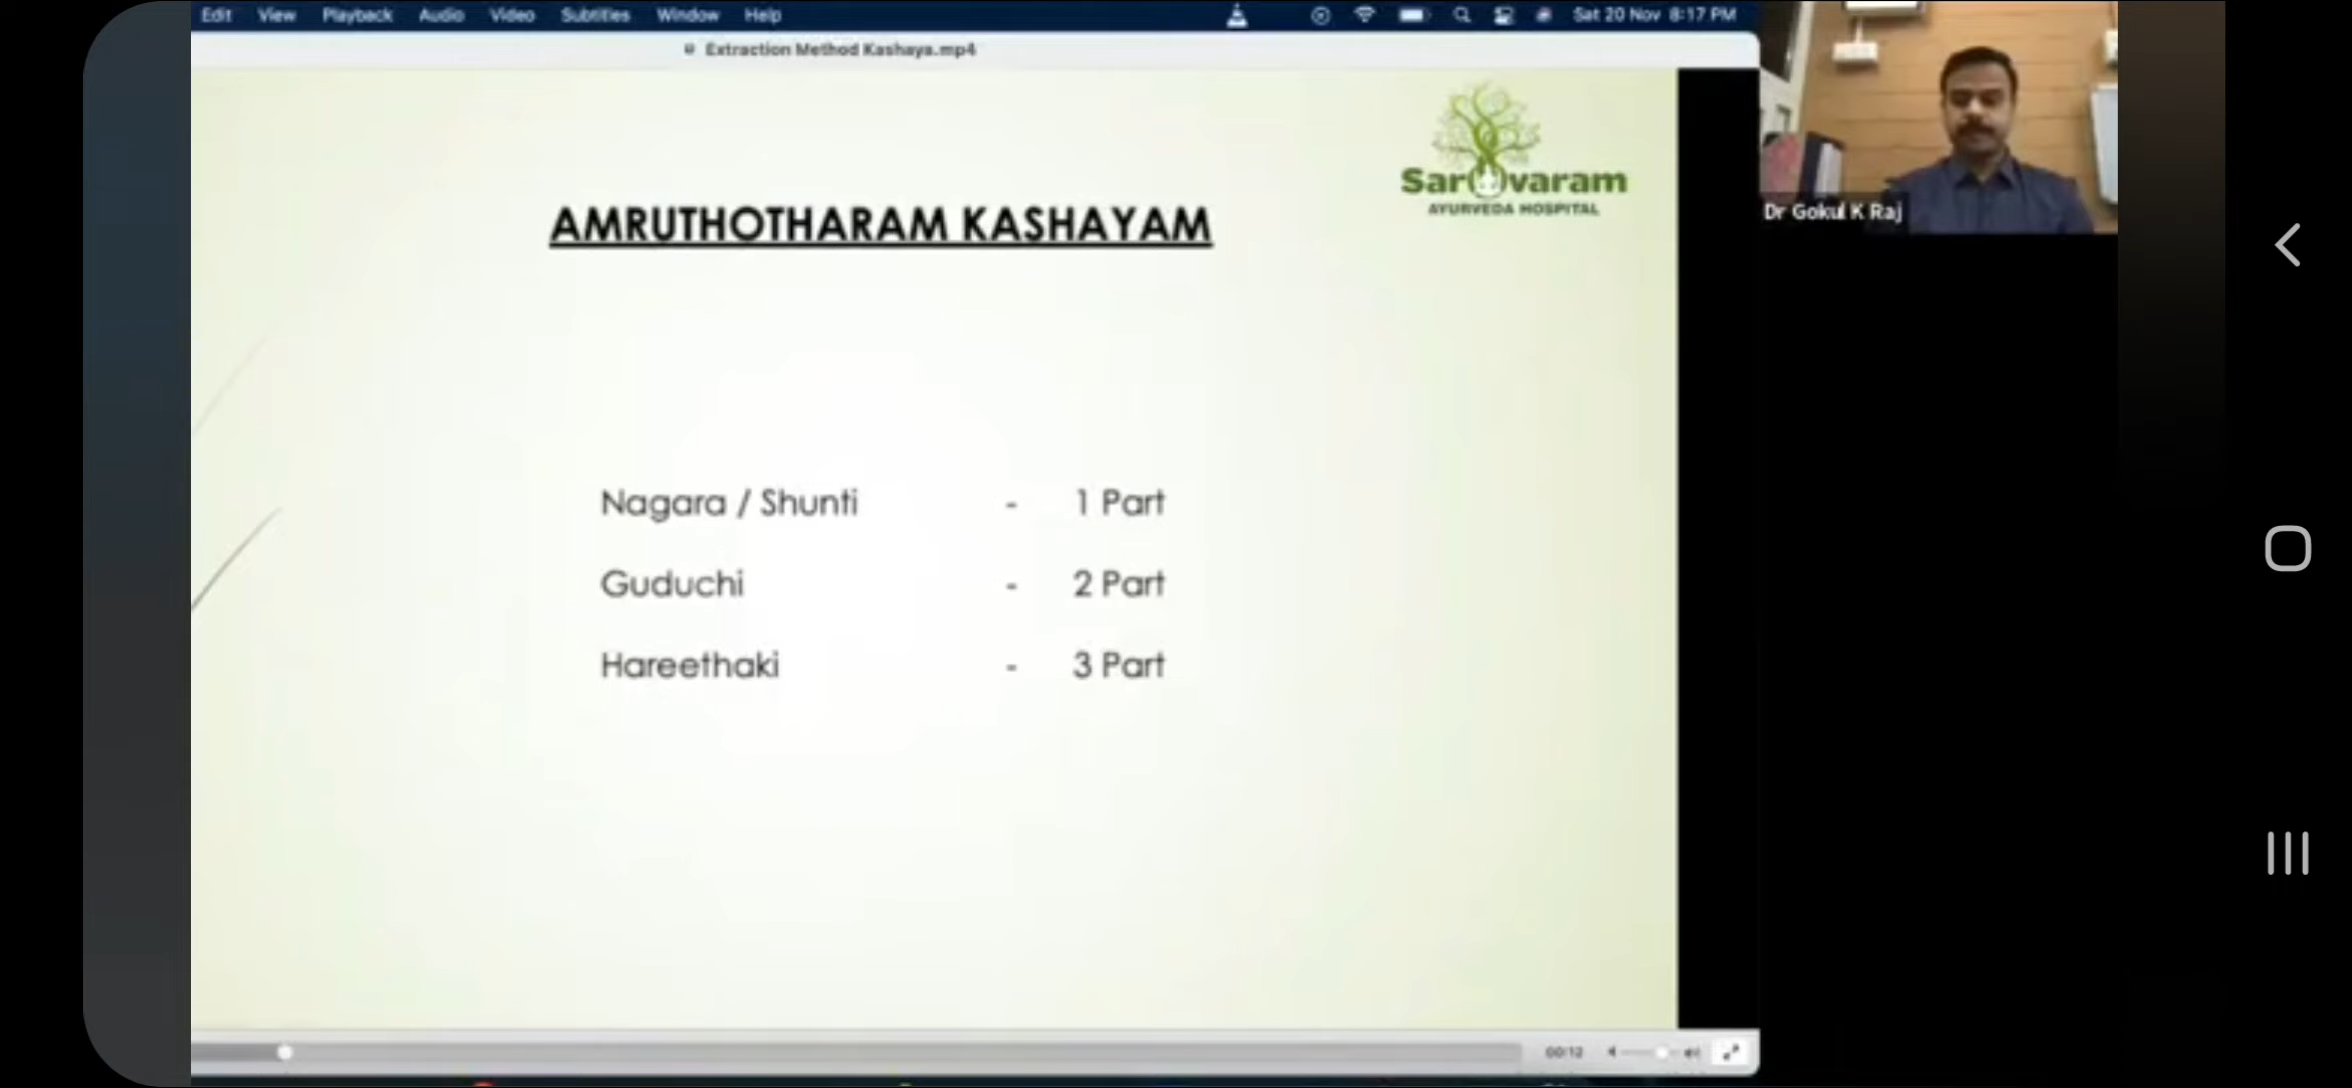 Edit View Playback Audio Video Subtitles Window Help Sat 20 Nov 8:17 PM
Extraction Method Kashaya.mp4
Sarovaram
AYURVEDA HOSPITAL
Dr Gokul K Raj
AMRUTHOTHARAM KASHAYAM
Nagara / Shunti - 1 Part
Guduchi - 2 Part
Hareethaki - 3 Part
00:12